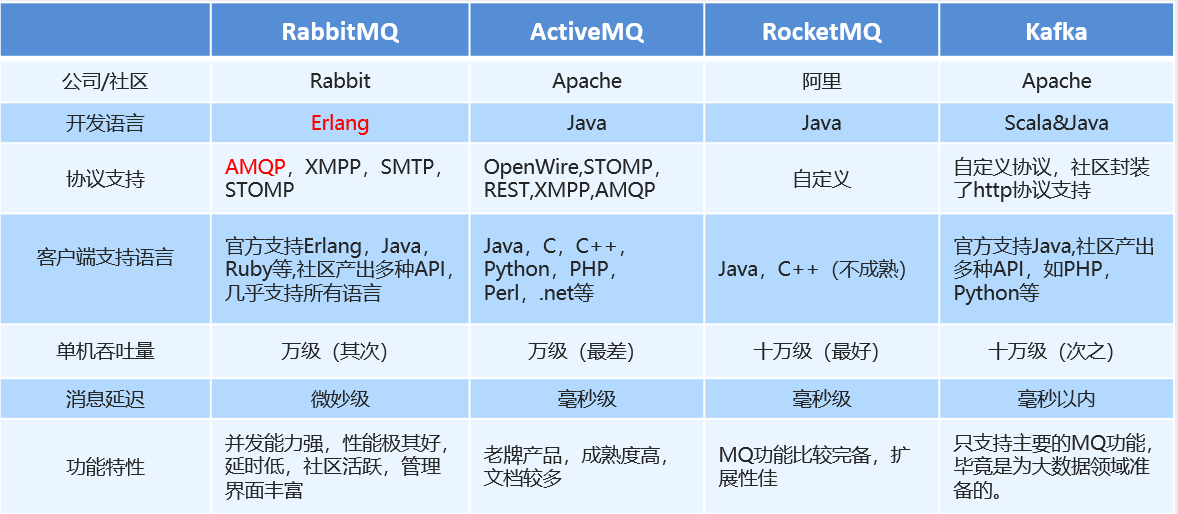 RabbitMQ ActiveMQ RocketMQ Kafka
公司/社区 Rabbit Apache 阿里 Apache
开发语言 Erlang Java Java Scala&Java
协议支持
AMQP，XMPP，SMTP，
STOMP
OpenWire,STOMP，
REST,XMPP,AMQP
自定义
自定义协议，社区封装
了http协议支持
客户端支持语言
官方支持Erlang，Java，
Ruby等,社区产出多种API，
几乎支持所有语言
Java，C，C++，
Python，PHP，
Perl，.net等
Java，C++（不成熟）
官方支持Java,社区产出
多种API，如PHP，
Python等
单机吞吐量 万级（其次） 万级（最差） 十万级（最好） 十万级（次之）
消息延迟 微妙级 毫秒级 毫秒级 毫秒以内
功能特性
并发能力强，性能极其好，
延时低，社区活跃，管理
界面丰富
老牌产品，成熟度高，
文档较多
MQ功能比较完备，扩
展性佳
只支持主要的MQ功能，
毕竟是为大数据领域准
备的。